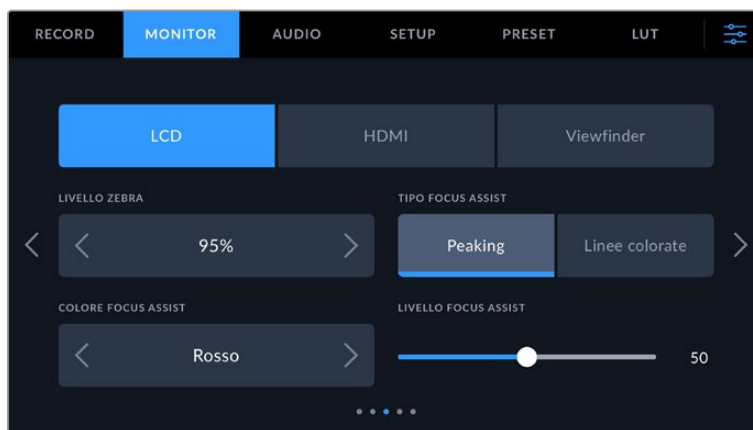 RECORD MONITOR AUDIO SETUP PRESET LUT
LCD HDMI Viewfinder
LIVELLO ZEBRA TIPO FOCUS ASSIST
95% Peaking Linee colorate
COLORE FOCUS ASSIST LIVELLO FOCUS ASSIST
Rosso 50